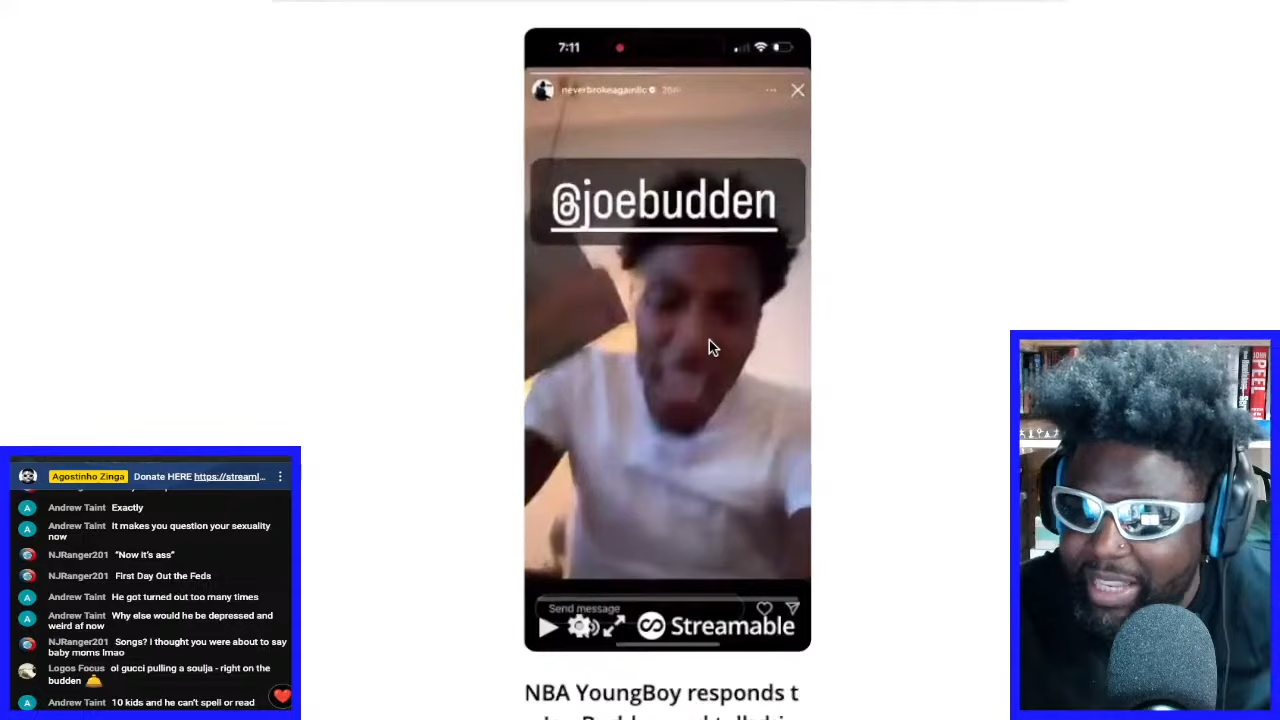 7:11
neverbrokeagainllc
@joebudden
Send message
Streamable
NBA YoungBoy responds t
PEEL
Agostinho Zinga Donate HERE https://streaml...
Andrew Taint Exactly
Andrew Taint It makes you question your sexuality
now
NJRanger201 "Now it's ass"
NJRanger201 First Day Out the Feds
Andrew Taint He got turned out too many times
Andrew Taint Why else would he be depressed and
weird af now
NJRanger201 Songs? I thought you were about to say
baby moms lmao
Logos Focus ol gucci pulling a soulja - right on the
budden
Andrew Taint 10 kids and he can't spell or read